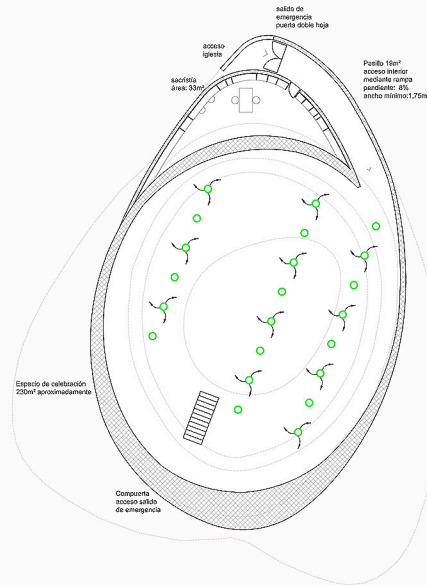 salida de
emergencia
puerta doble hoja
acceso
iglesia
Pasillo 18m²
acceso interior
mediante rampa
pendiente: 8%
ancho mínimo:1,75m
sacristía
área: 33m²
Espacio de celebración
230m² aproximadamente
Compuerta
acceso salida
de emergencia